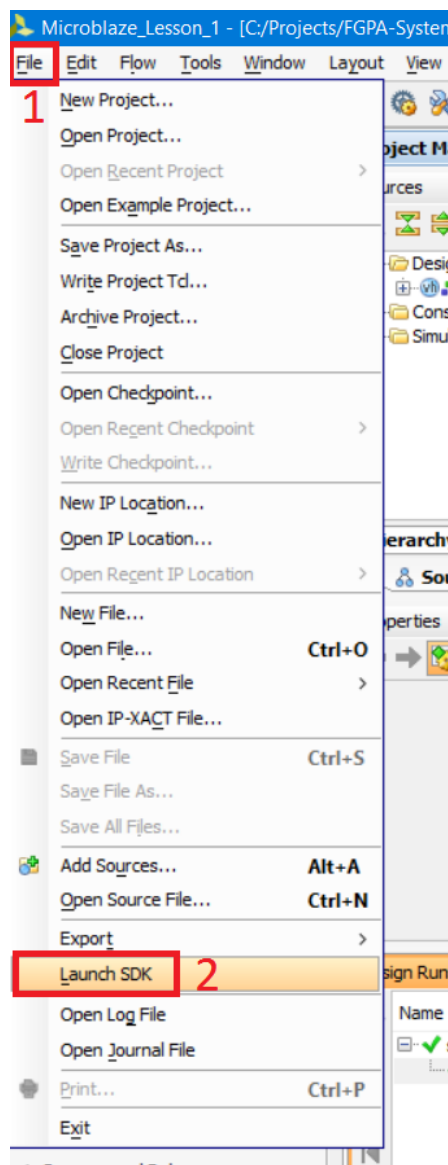 Microblaze_Lesson_1 - [C:/Projects/FGPA-System
File Edit Flow Tools Window Layout View
1
New Project...
Open Project...
oject M
Open Recent Project >
urces
Open Example Project...
Save Project As...
Desig
Write Project Tcl...
vh
Archive Project...
Cons
Close Project
Simu
Open Checkpoint...
Open Recent Checkpoint >
Write Checkpoint...
New IP Location...
Open IP Location...
ierarch
Open Recent IP Location >
Sou
New File...
perties
Open File... Ctrl+O
Open Recent File >
Open IP-XACT File...
Save File Ctrl+S
Save File As...
Save All Files...
Add Sources... Alt+A
Open Source File... Ctrl+N
Export >
Launch SDK 2
sign Run
Open Log File
Name
Open Journal File
Print... Ctrl+P
Exit